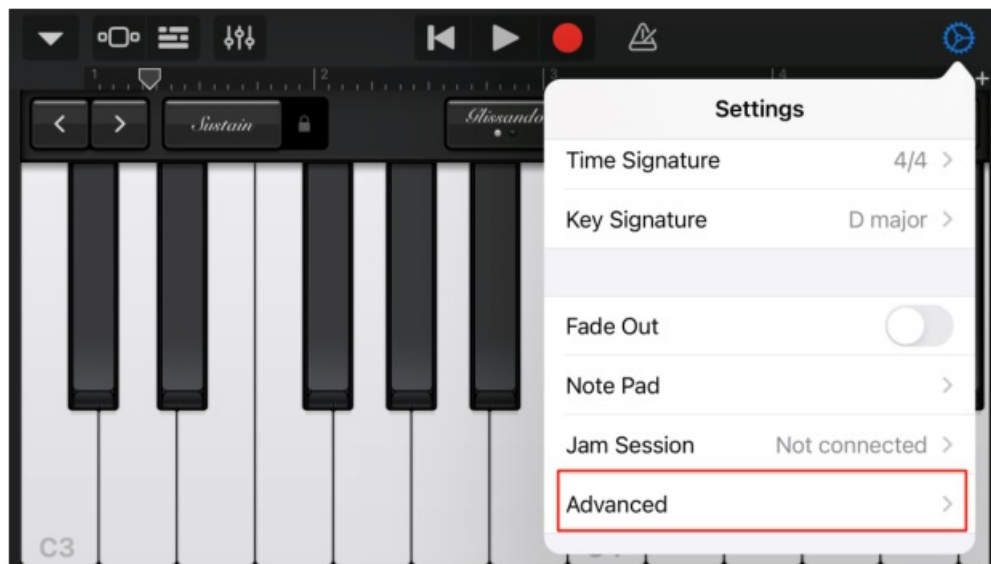 1
2
3
4
+
Sustain
Glissando
Settings
Time Signature 4/4 >
Key Signature D major >
Fade Out
Note Pad >
Jam Session Not connected >
Advanced >
C3